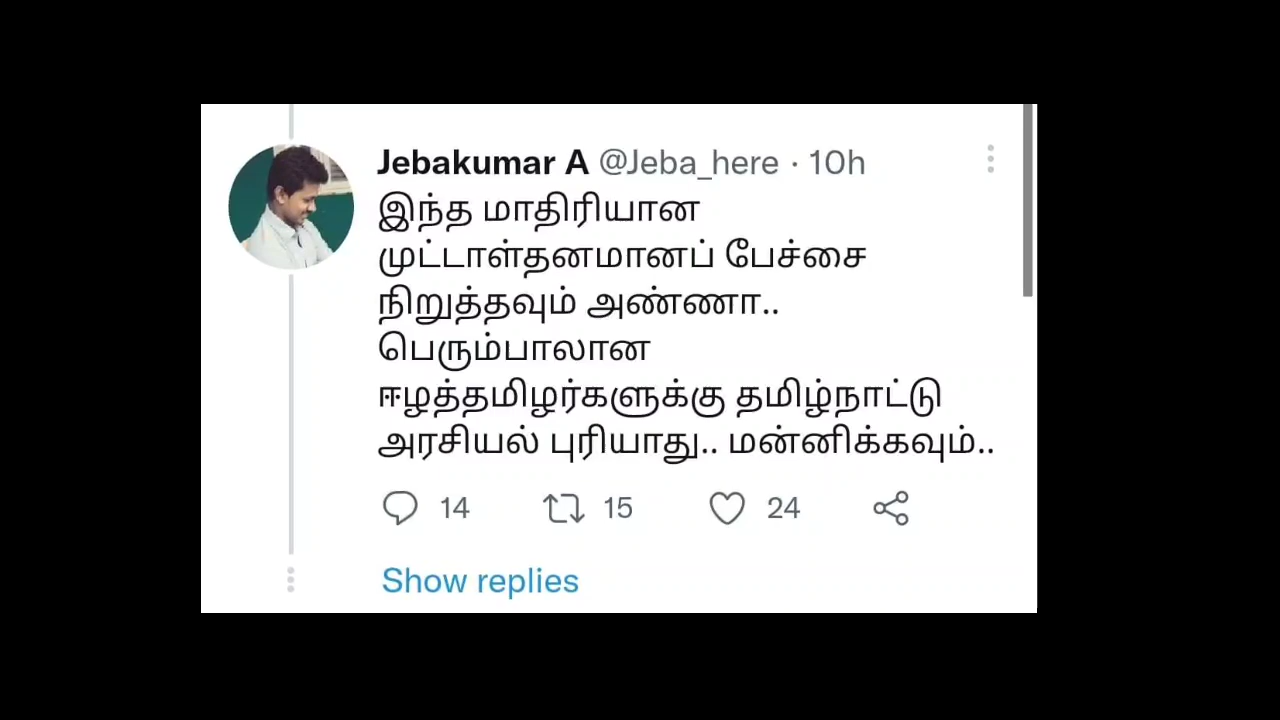 Jebakumar A @Jeba_here · 10h
இந்த மாதிரியான
முட்டாள்தனமானப் பேச்சை
நிறுத்தவும் அண்ணா..
பெரும்பாலான
ஈழத்தமிழர்களுக்கு தமிழ்நாட்டு
அரசியல் புரியாது.. மன்னிக்கவும்..
14 15 24
Show replies